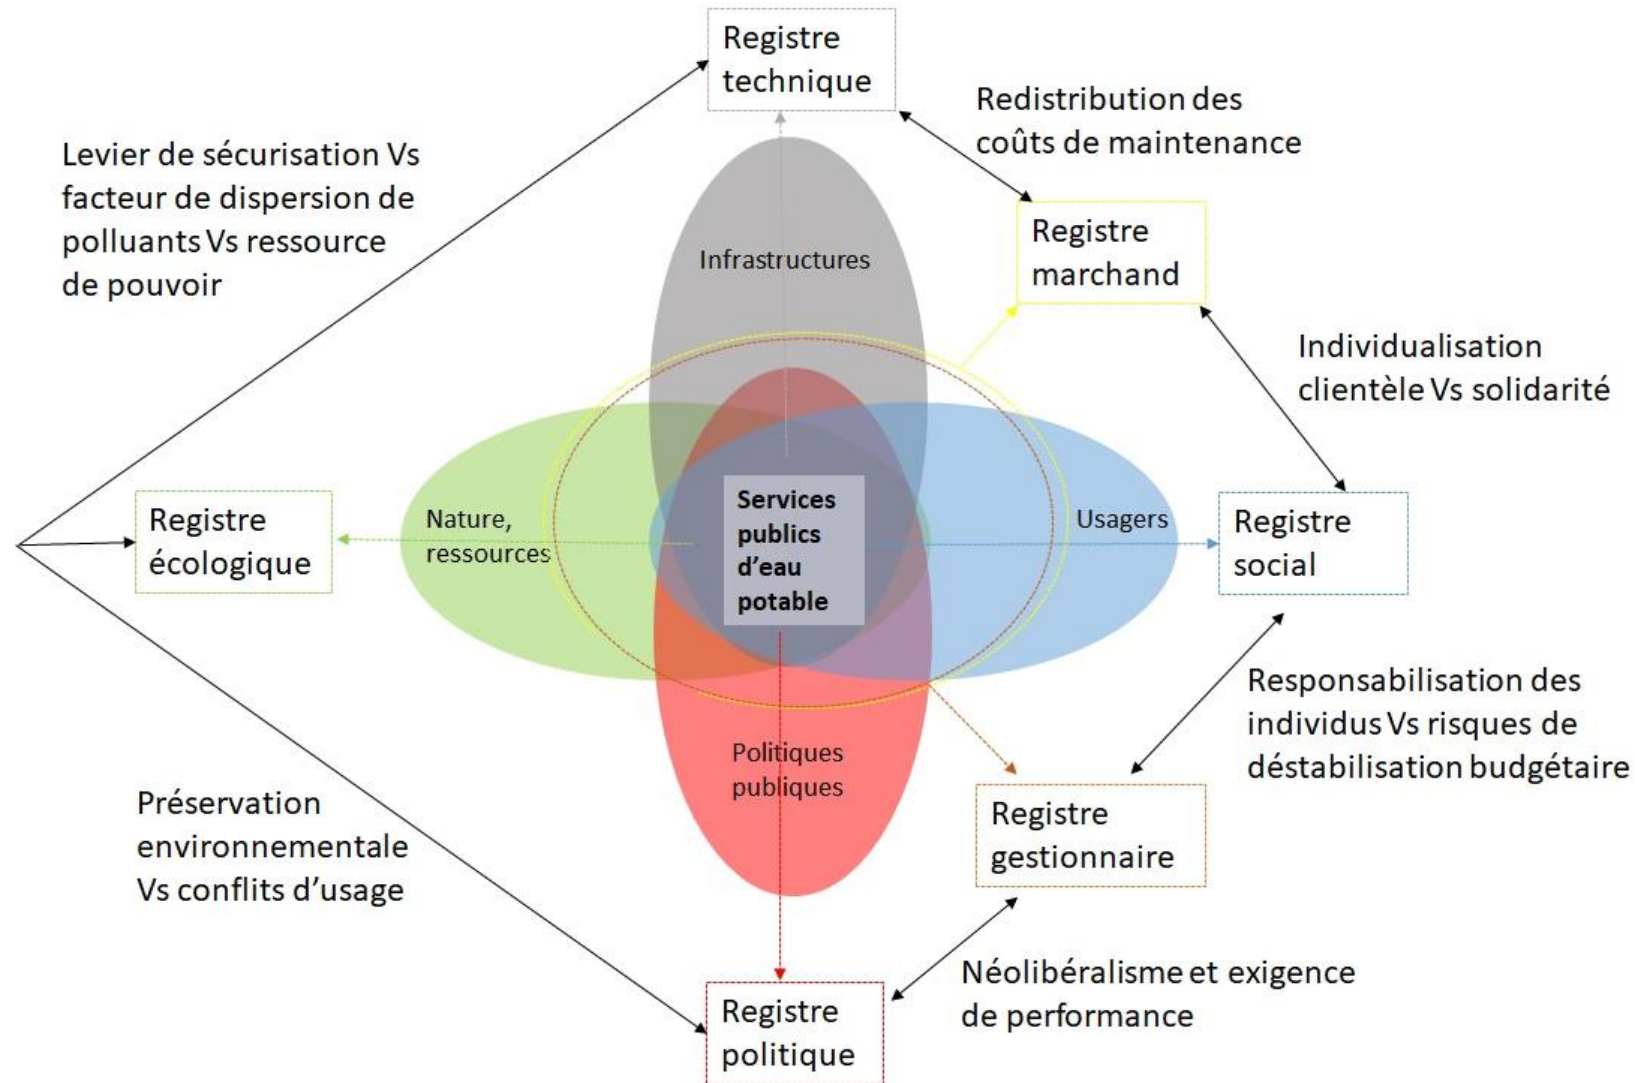 Registre
technique
Redistribution des
coûts de maintenance
Levier de sécurisation Vs
facteur de dispersion de
polluants Vs ressource
de pouvoir
Registre
marchand
Infrastructures
Individualisation
clientèle Vs solidarité
Registre
écologique
Nature,
ressources
Services
publics
d’eau
potable
Usagers
Registre
social
Responsabilisation des
individus Vs risques de
déstabilisation budgétaire
Politiques
publiques
Préservation
environnementale
Vs conflits d’usage
Registre
gestionnaire
Néolibéralisme et exigence
de performance
Registre
politique